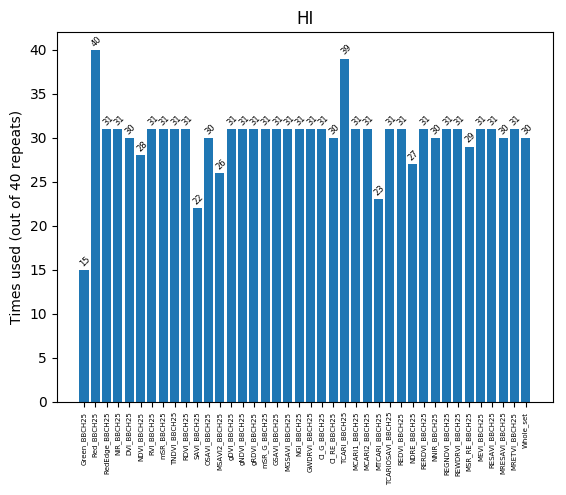 HI
Times used (out of 40 repeats)
40
35
30
25
20
15
10
5
0
15
40
31
31
30
28
31
31
31
31
22
30
26
31
31
31
31
31
31
31
31
31
30
39
31
31
23
31
31
27
31
30
31
31
29
31
31
30
31
30
Green_BBCH25
Red_BBCH25
RedEdge_BBCH25
NIR_BBCH25
DVI_BBCH25
NDVI_BBCH25
RVI_BBCH25
mSR_BBCH25
TNDVI_BBCH25
RDVI_BBCH25
SAVI_BBCH25
OSAVI_BBCH25
MSAVI2_BBCH25
gDVI_BBCH25
gNDVI_BBCH25
gRDVI_BBCH25
mSR_G_BBCH25
GSAVI_BBCH25
MGSAVI_BBCH25
NGI_BBCH25
GWDRVI_BBCH25
CI_G_BBCH25
CI_RE_BBCH25
TCARI_BBCH25
MCARI1_BBCH25
MCARI2_BBCH25
MTCARI_BBCH25
TCARIOSAVI_BBCH25
REDVI_BBCH25
NDRE_BBCH25
RERDVI_BBCH25
NNIR_BBCH25
REGNDVI_BBCH25
REWDRVI_BBCH25
MSR_RE_BBCH25
MEVI_BBCH25
RESAVI_BBCH25
MRESAVI_BBCH25
MRETVI_BBCH25
Whole_set